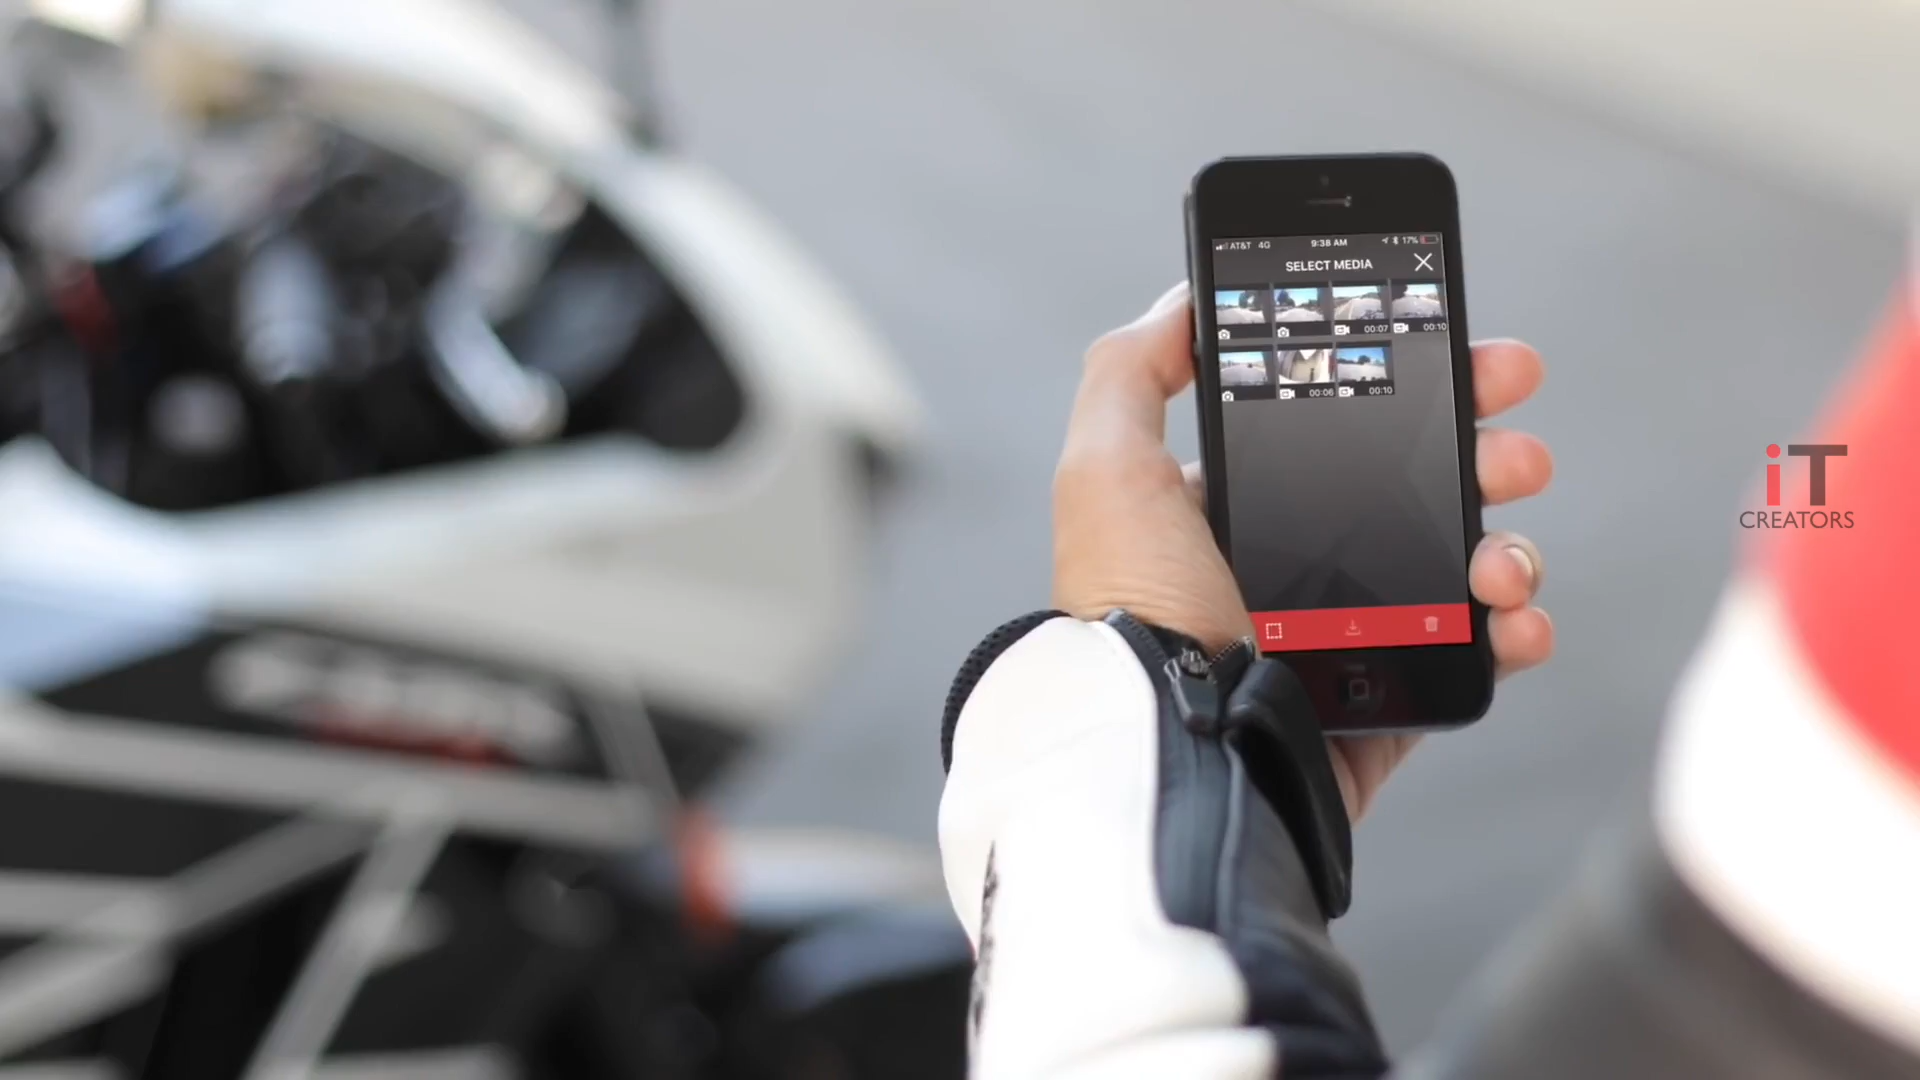 AT&T 4G 9:38 AM 17%
SELECT MEDIA
00:07 00:10
00:06 00:10
iT
CREATORS